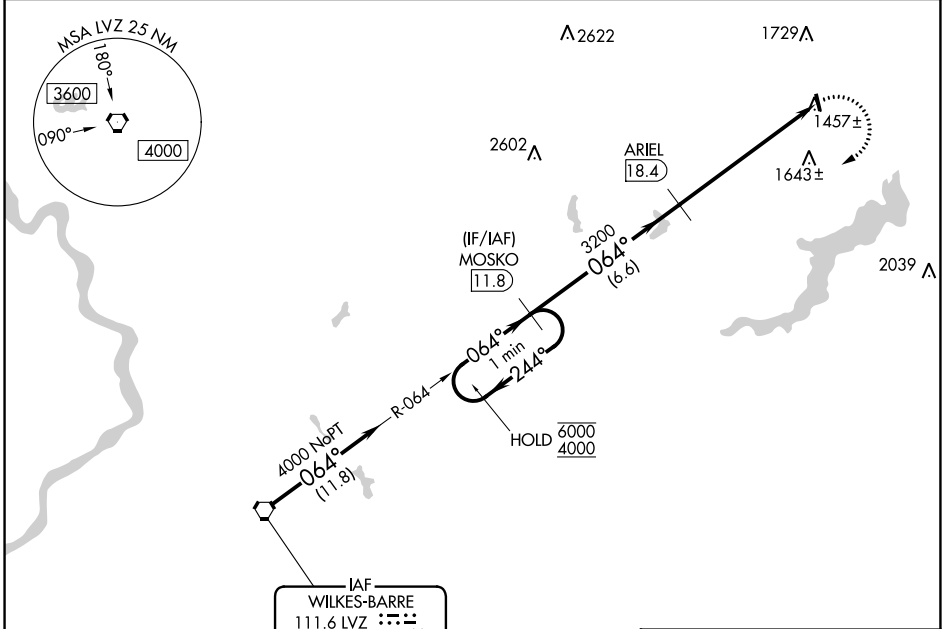 MSA LVZ 25 NM
180°
3600
090°
4000
2622
1729
1457±
2602
ARIEL
18.4
1643±
(IF/IAF)
MOSKO
11.8
3200
064°
(6.6)
2039
064°
1 min
244°
R-064
HOLD 6000
4000
4000 NoPT
064°
(11.8)
IAF
WILKES-BARRE
111.6 LVZ